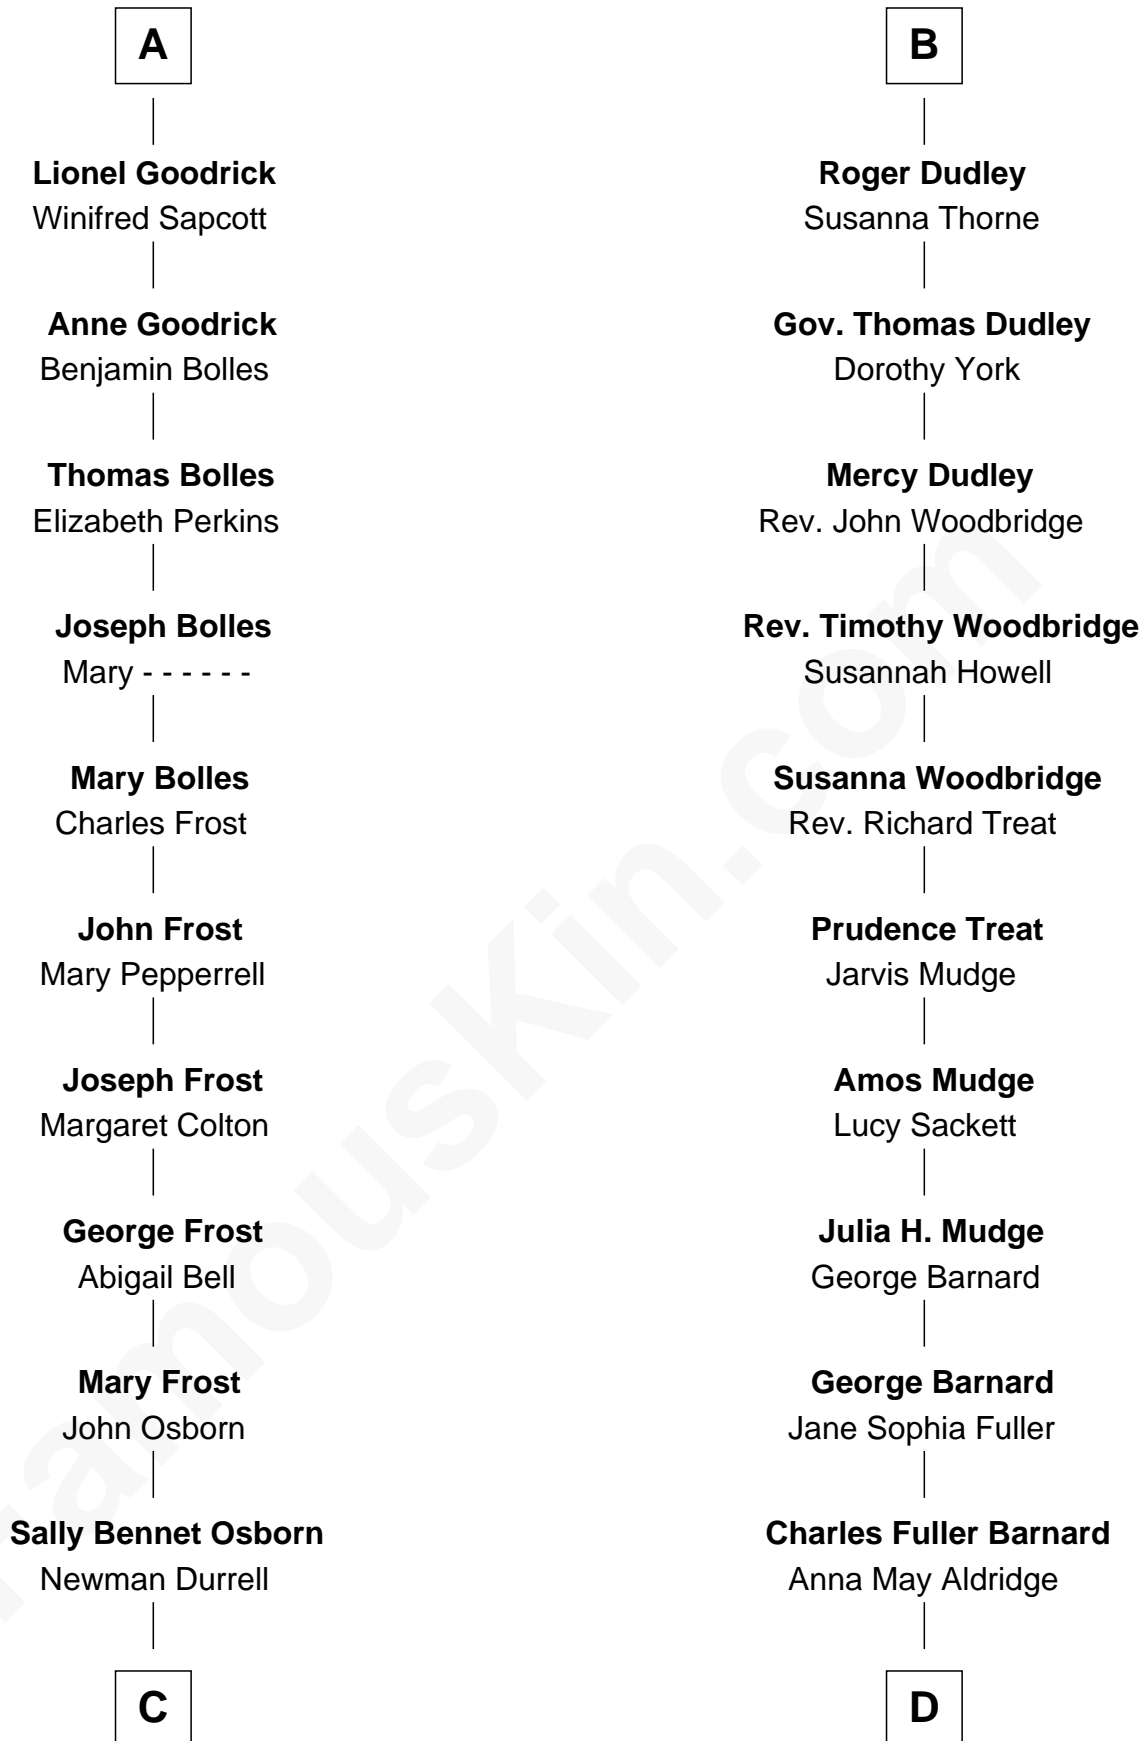 A
Lionel Goodrick
Winifred Sapcott
Anne Goodrick
Benjamin Bolles
Thomas Bolles
Elizabeth Perkins
Joseph Bolles
Mary - - - - - -
Mary Bolles
Charles Frost
John Frost
Mary Pepperrell
Joseph Frost
Margaret Colton
George Frost
Abigail Bell
Mary Frost
John Osborn
Sally Bennet Osborn
Newman Durrell
C
B
Roger Dudley
Susanna Thorne
Gov. Thomas Dudley
Dorothy York
Mercy Dudley
Rev. John Woodbridge
Rev. Timothy Woodbridge
Susannah Howell
Susanna Woodbridge
Rev. Richard Treat
Prudence Treat
Jarvis Mudge
Amos Mudge
Lucy Sackett
Julia H. Mudge
George Barnard
George Barnard
Jane Sophia Fuller
Charles Fuller Barnard
Anna May Aldridge
D
FamousKin.com